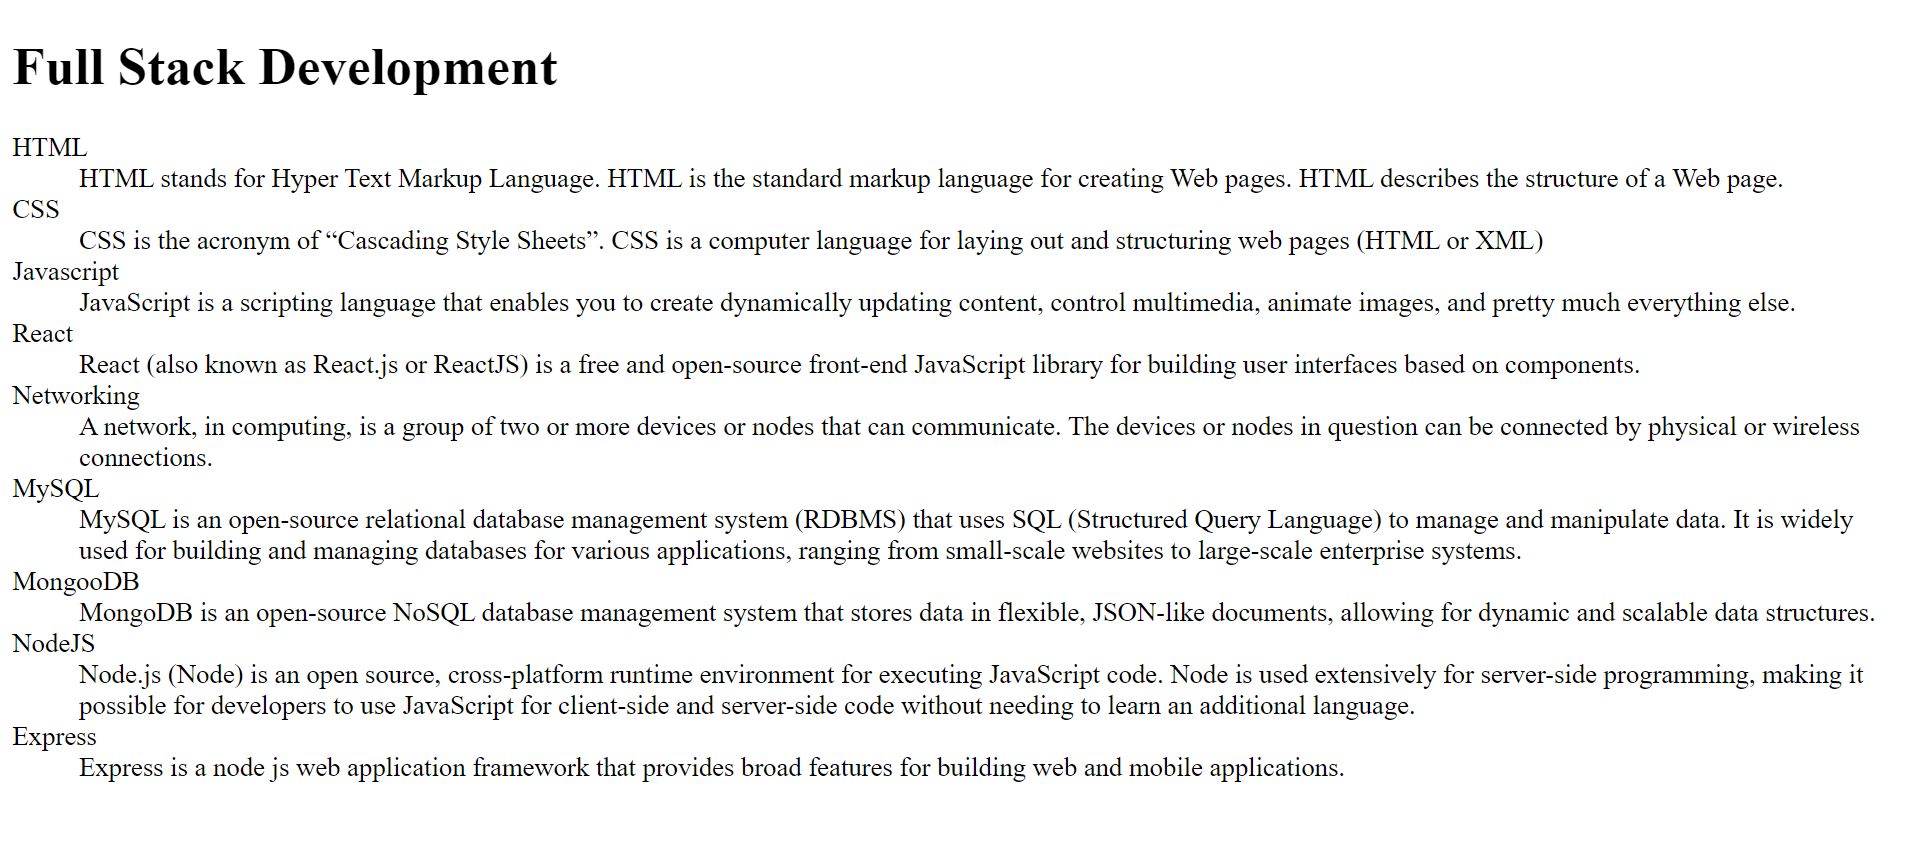 Full Stack Development
HTML
HTML stands for Hyper Text Markup Language. HTML is the standard markup language for creating Web pages. HTML describes the structure of a Web page.
CSS
CSS is the acronym of “Cascading Style Sheets”. CSS is a computer language for laying out and structuring web pages (HTML or XML)
Javascript
JavaScript is a scripting language that enables you to create dynamically updating content, control multimedia, animate images, and pretty much everything else.
React
React (also known as React.js or ReactJS) is a free and open-source front-end JavaScript library for building user interfaces based on components.
Networking
A network, in computing, is a group of two or more devices or nodes that can communicate. The devices or nodes in question can be connected by physical or wireless
connections.
MySQL
MySQL is an open-source relational database management system (RDBMS) that uses SQL (Structured Query Language) to manage and manipulate data. It is widely
used for building and managing databases for various applications, ranging from small-scale websites to large-scale enterprise systems.
MongooDB
MongoDB is an open-source NoSQL database management system that stores data in flexible, JSON-like documents, allowing for dynamic and scalable data structures.
NodeJS
Node.js (Node) is an open source, cross-platform runtime environment for executing JavaScript code. Node is used extensively for server-side programming, making it
possible for developers to use JavaScript for client-side and server-side code without needing to learn an additional language.
Express
Express is a node js web application framework that provides broad features for building web and mobile applications.